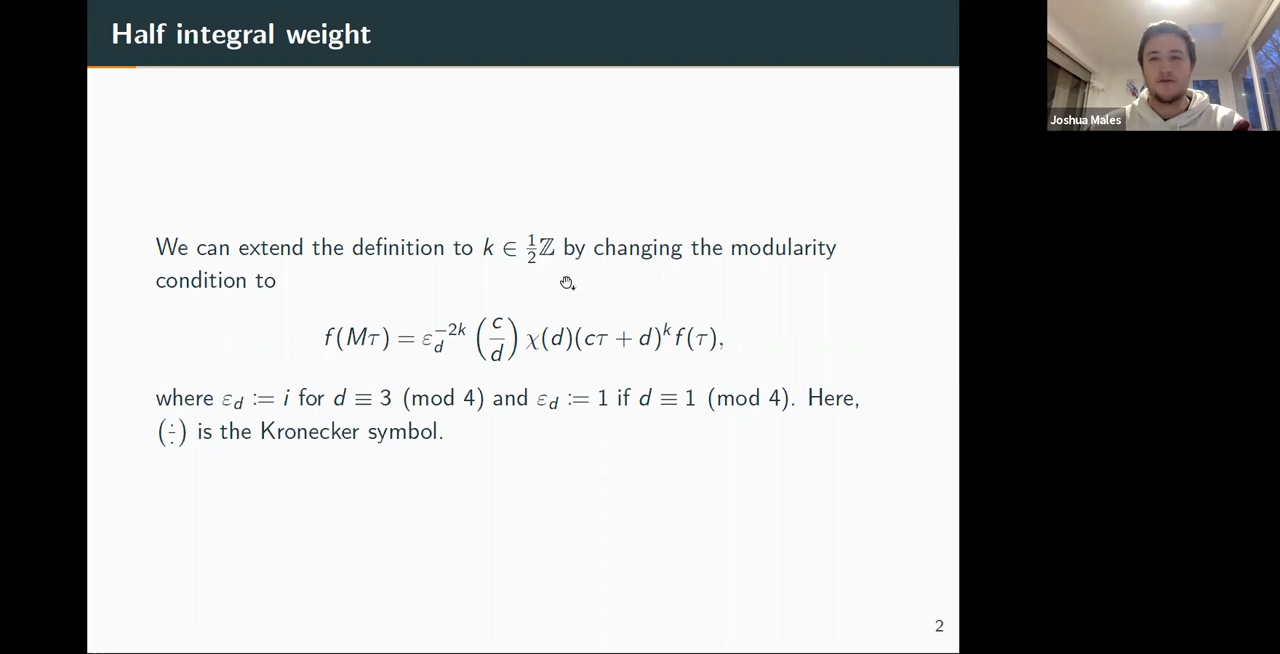 Half integral weight
We can extend the definition to k ∈ ½ℤ by changing the modularity
condition to
f(Mτ) = ε_d^{-2k} (c/d) χ(d)(cτ + d)^k f(τ),
where ε_d := i for d ≡ 3 (mod 4) and ε_d := 1 if d ≡ 1 (mod 4). Here,
(∸) is the Kronecker symbol.
2
Joshua Males